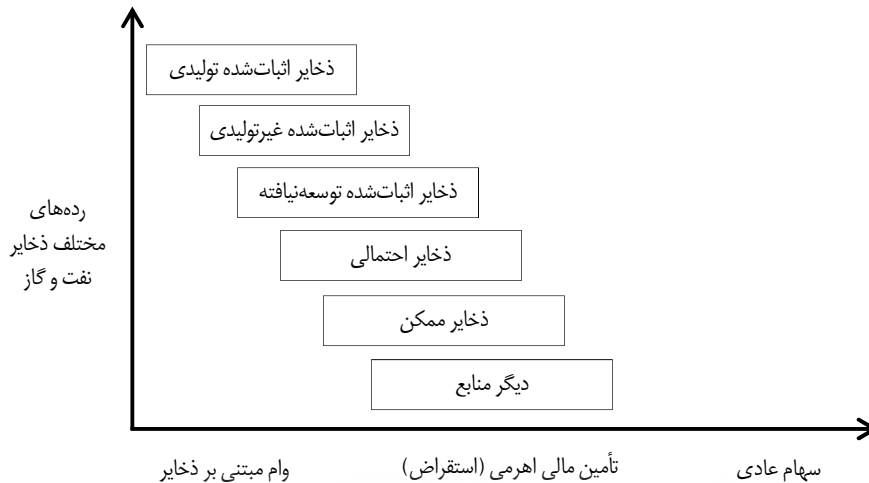 ذخایر اثبات‌شده تولیدی
ذخایر اثبات‌شده غیرتولیدی
ذخایر اثبات‌شده توسعه‌نیافته
ذخایر احتمالی
ذخایر ممکن
دیگر منابع
رده‌های
مختلف ذخایر
نفت و گاز
وام مبتنی بر ذخایر
تأمین مالی اهرمی (استقراض)
سهام عادی